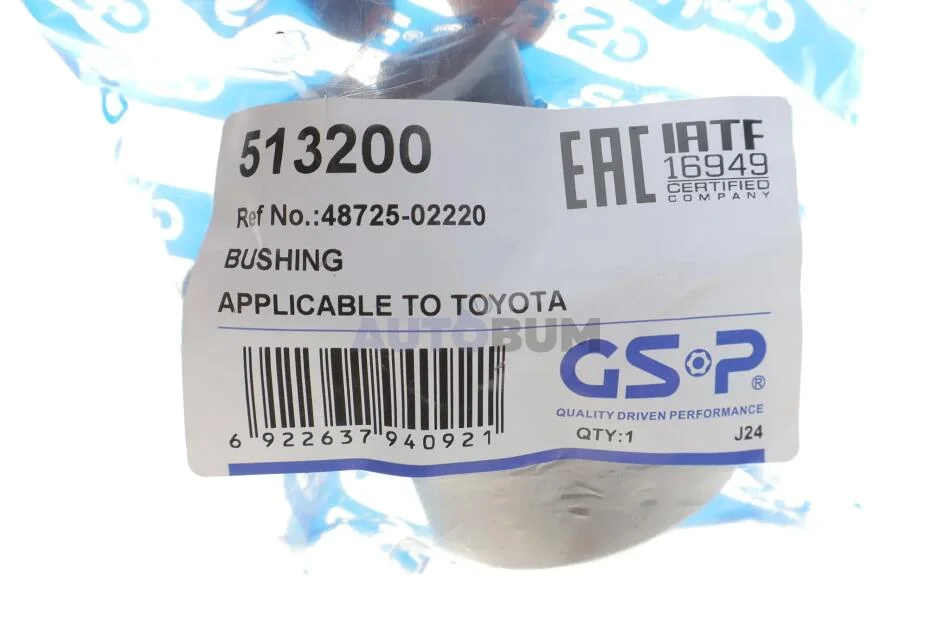 513200
EAC
IATF
16949
CERTIFIED
COMPANY
Ref No.:48725-02220
BUSHING
APPLICABLE TO TOYOTA
AUTOBUM
GSP®
QUALITY DRIVEN PERFORMANCE
6 922637 940921
QTY:1
J24